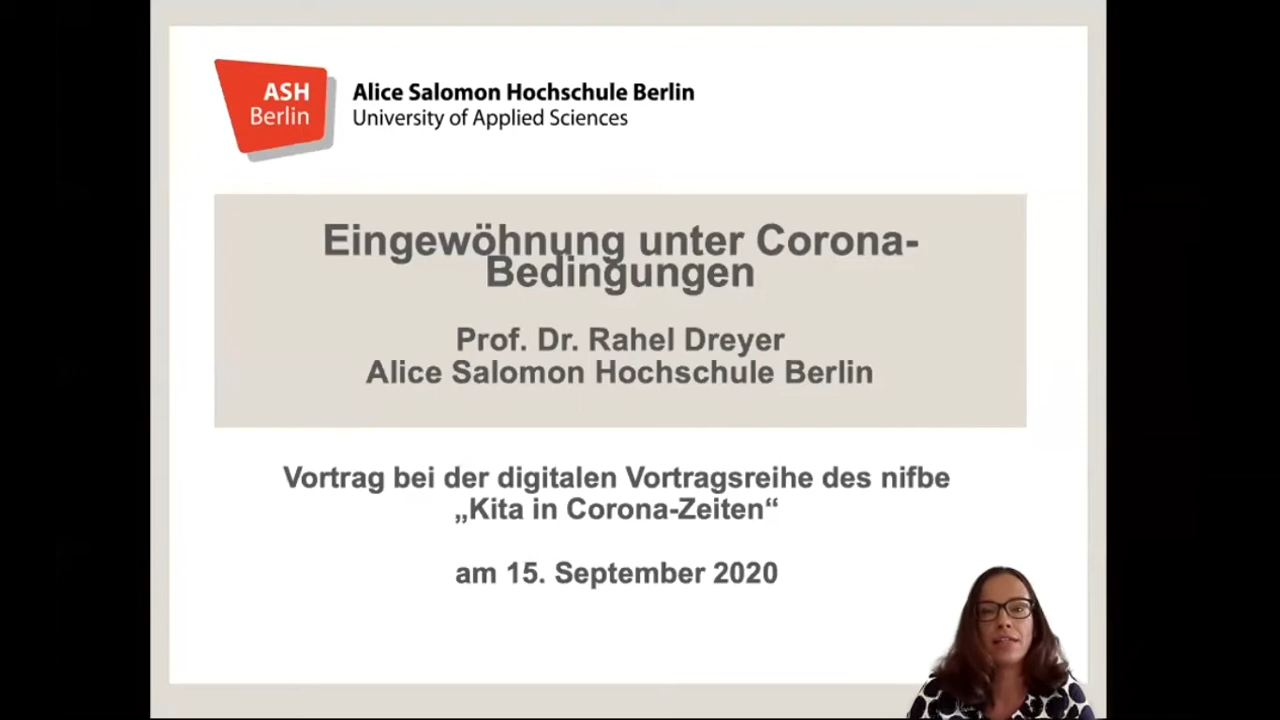 ASH
Berlin
Alice Salomon Hochschule Berlin
University of Applied Sciences
Eingewöhnung unter Corona-
Bedingungen
Prof. Dr. Rahel Dreyer
Alice Salomon Hochschule Berlin
Vortrag bei der digitalen Vortragsreihe des nifbe
„Kita in Corona-Zeiten“
am 15. September 2020